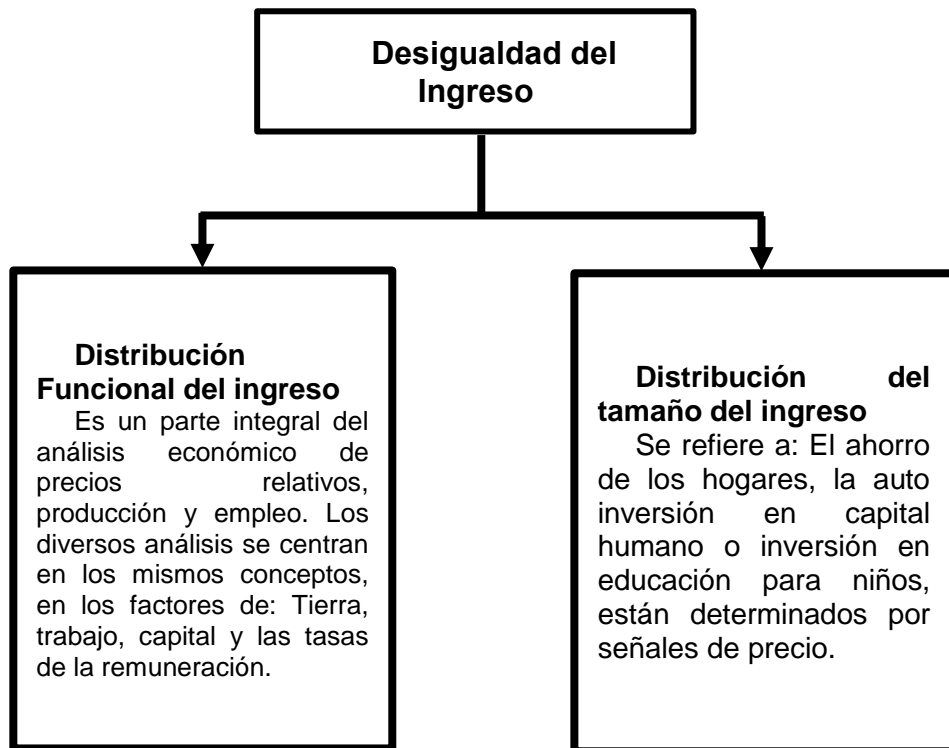 Desigualdad del
Ingreso
Distribución
Funcional del ingreso
Es un parte integral del
análisis económico de
precios relativos,
producción y empleo. Los
diversos análisis se centran
en los mismos conceptos,
en los factores de: Tierra,
trabajo, capital y las tasas
de la remuneración.
Distribución del
tamaño del ingreso
Se refiere a: El ahorro
de los hogares, la auto
inversión en capital
humano o inversión en
educación para niños,
están determinados por
señales de precio.